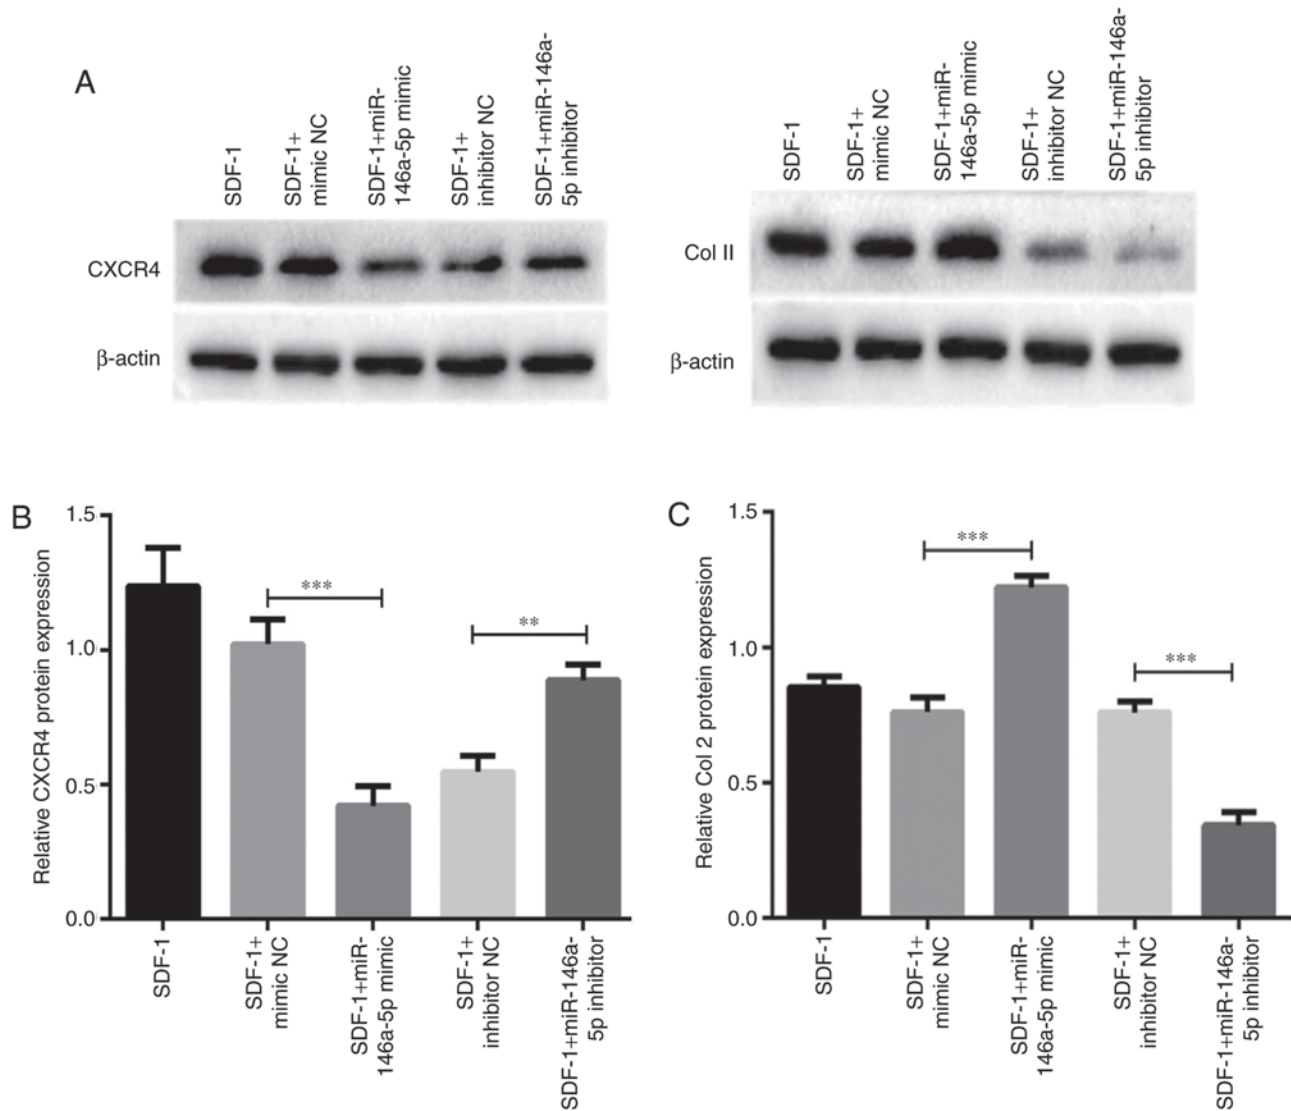 A
SDF-1
SDF-1+
mimic NC
SDF-1+miR-
146a-5p mimic
SDF-1+
inhibitor NC
SDF-1+miR-146a-
5p inhibitor
CXCR4
β-actin
SDF-1
SDF-1+
mimic NC
SDF-1+miR-
146a-5p mimic
SDF-1+
inhibitor NC
SDF-1+miR-146a-
5p inhibitor
Col II
β-actin
B
Relative CXCR4 protein expression
1.5
1.0
0.5
0.0
***
**
SDF-1
SDF-1+
mimic NC
SDF-1+miR-
146a-5p mimic
SDF-1+
inhibitor NC
SDF-1+miR-146a-
5p inhibitor
C
Relative Col 2 protein expression
1.5
1.0
0.5
0.0
***
***
SDF-1
SDF-1+
mimic NC
SDF-1+miR-
146a-5p mimic
SDF-1+
inhibitor NC
SDF-1+miR-146a-
5p inhibitor